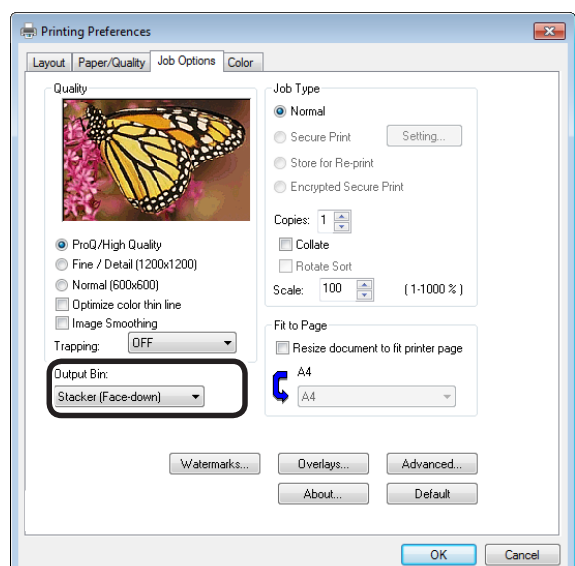 Printing Preferences
Layout Paper/Quality Job Options Color
Quality
ProQ/High Quality
Fine / Detail (1200x1200)
Normal (600x600)
Optimize color thin line
Image Smoothing
Trapping: OFF
Output Bin:
Stacker (Face-down)
Job Type
Normal
Secure Print Setting...
Store for Re-print
Encrypted Secure Print
Copies: 1
Collate
Rotate Sort
Scale: 100 (1-1000 %)
Fit to Page
Resize document to fit printer page
A4
A4
Watermarks... Overlays... Advanced...
About... Default
OK Cancel